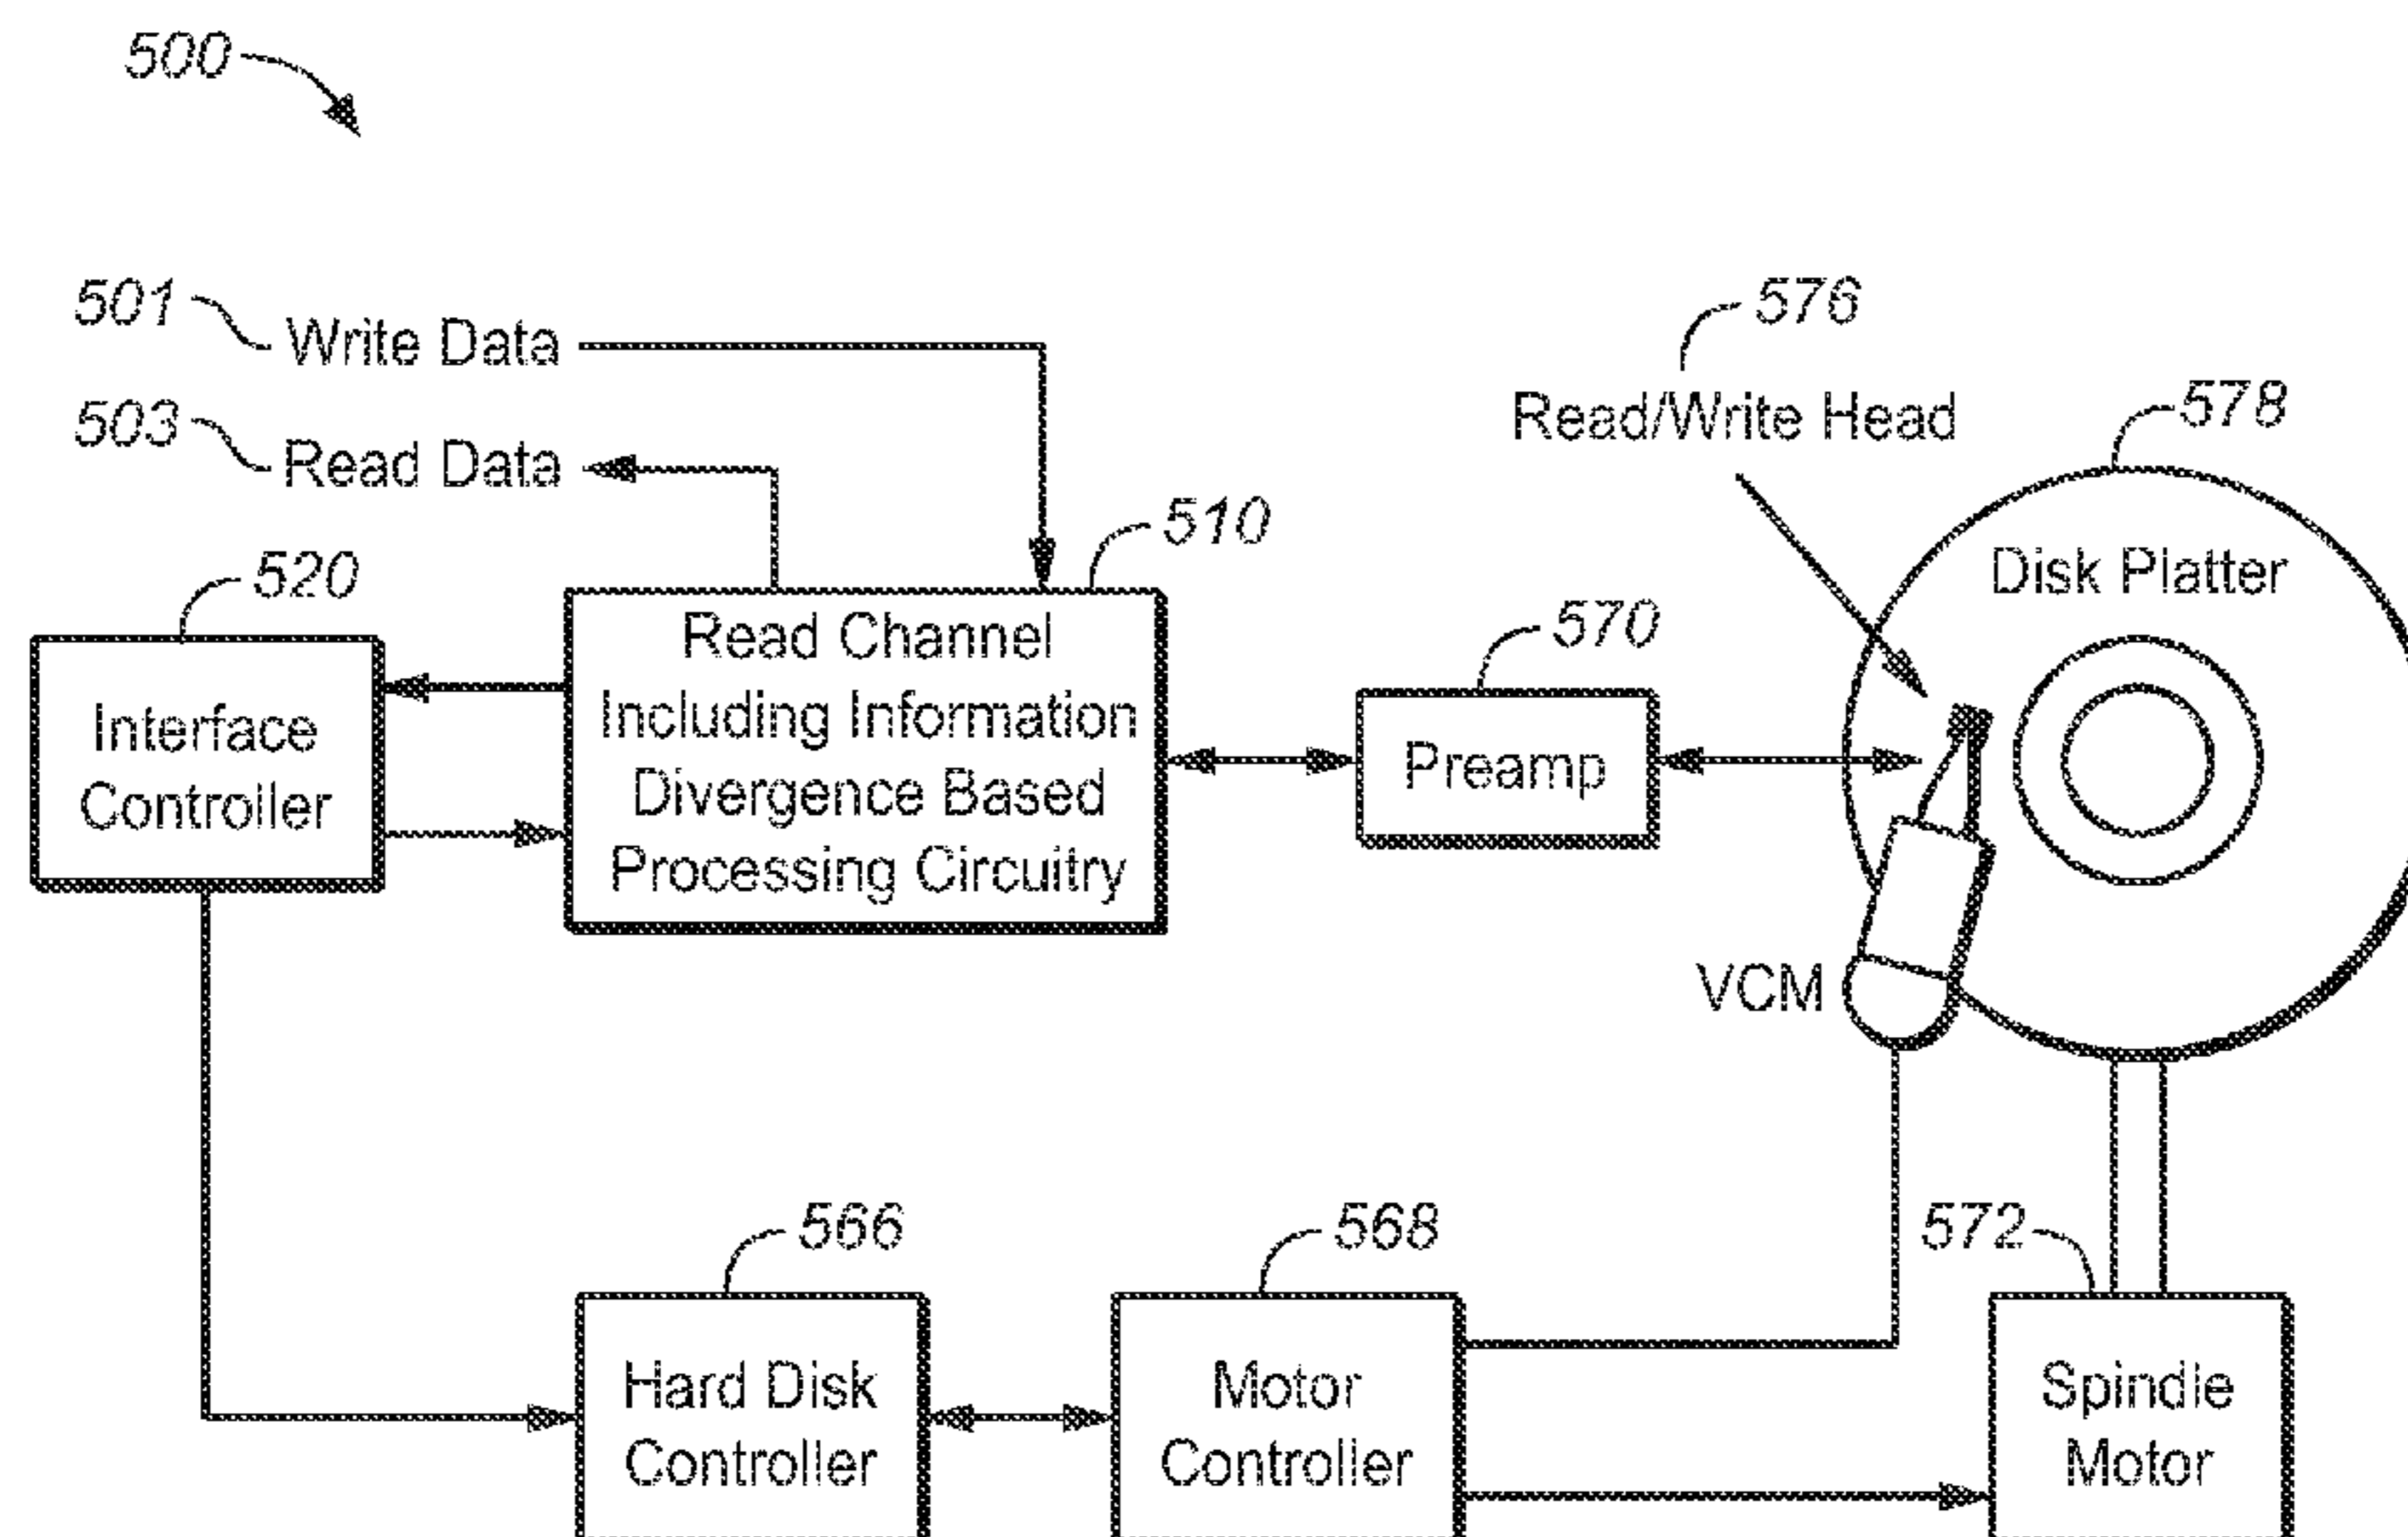 500
501
Write Data
503
Read Data
576
Read/Write Head
578
Disk Platter
510
520
570
Read Channel
Including Information
Divergence Based
Processing Circuitry
Interface
Controller
Preamp
VCM
566
568
572
Hard Disk
Controller
Motor
Controller
Spindle
Motor